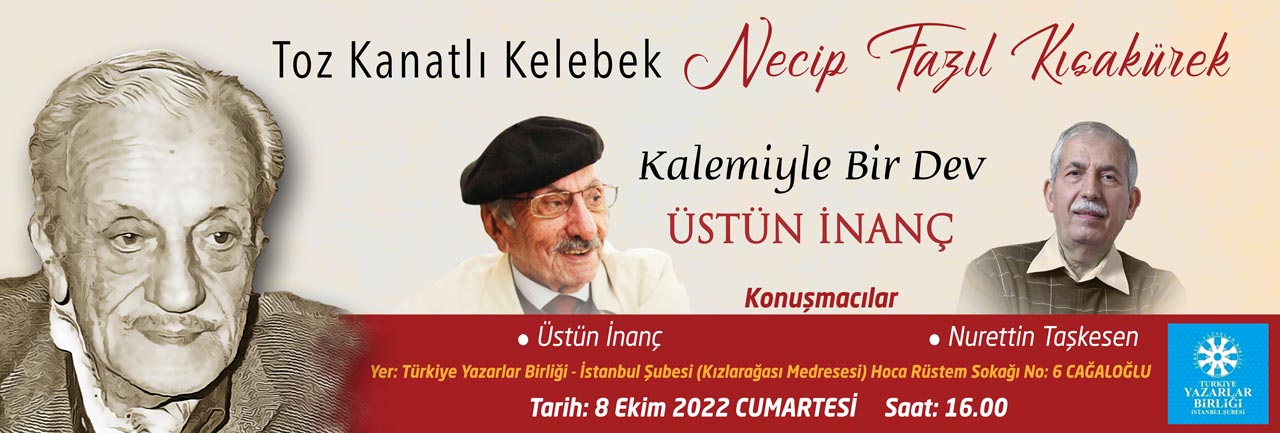 Toz Kanatlı Kelebek Necip Fazıl Kısakürek
Kalemiyle Bir Dev
ÜSTÜN İNANÇ
Konuşmacılar
• Üstün İnanç
• Nurettin Taşkesen
Yer: Türkiye Yazarlar Birliği - İstanbul Şubesi (Kızlarağası Medresesi) Hoca Rüstem Sokağı No: 6 CAĞALOĞLU
Tarih: 8 Ekim 2022 CUMARTESİ Saat: 16.00
TÜRKİYE
YAZARLAR
BİRLİĞİ
İSTANBUL ŞUBESİ